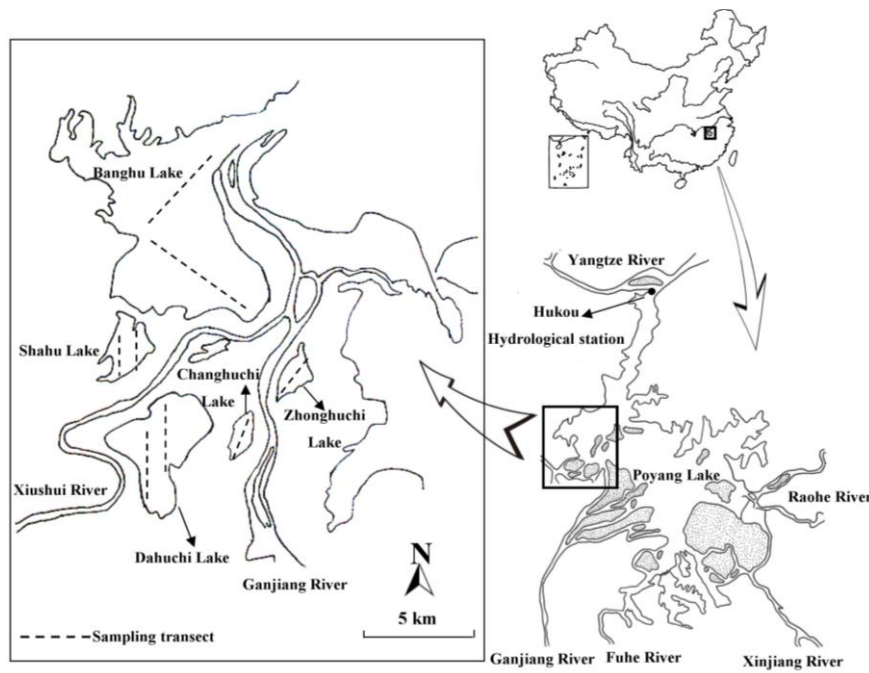 Banghu Lake
Shahu Lake
Changhuchi
Lake
Zhonghuchi
Lake
Xiushui River
Dahuchi Lake
Ganjiang River
N
5 km
Sampling transect
Yangtze River
Hukou
Hydrological station
Poyang Lake
Raohe River
Ganjiang River
Fuhe River
Xinjiang River